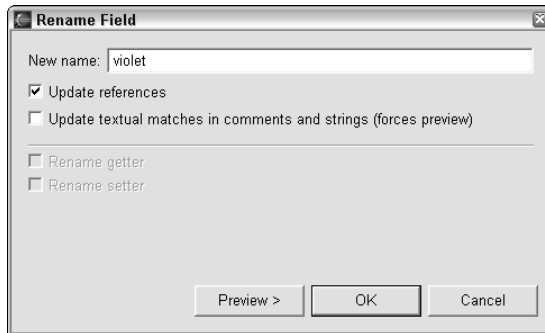 Rename Field
New name: violet
Update references
Update textual matches in comments and strings (forces preview)
Rename getter
Rename setter
Preview > OK Cancel